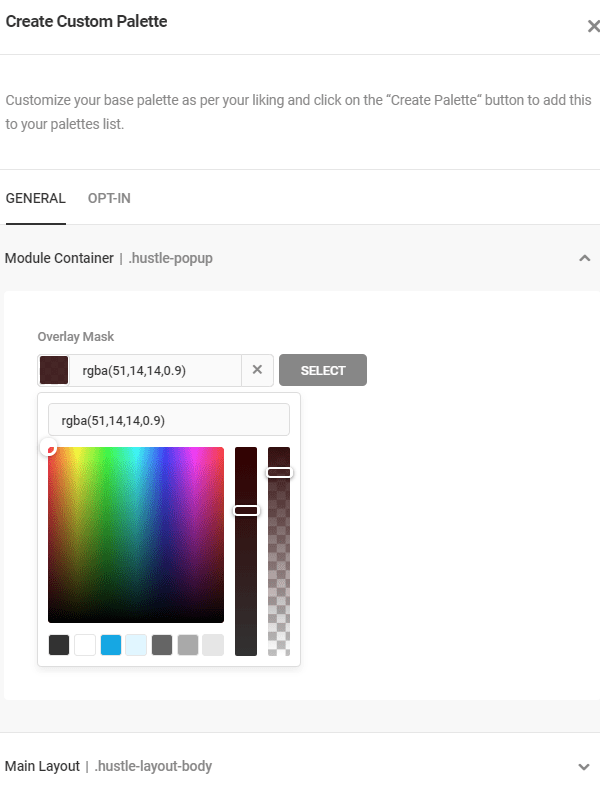 Create Custom Palette
Customize your base palette as per your liking and click on the “Create Palette“ button to add this
to your palettes list.
GENERAL OPT-IN
Module Container | .hustle-popup
Overlay Mask
rgba(51,14,14,0.9) SELECT
rgba(51,14,14,0.9)
Main Layout | .hustle-layout-body